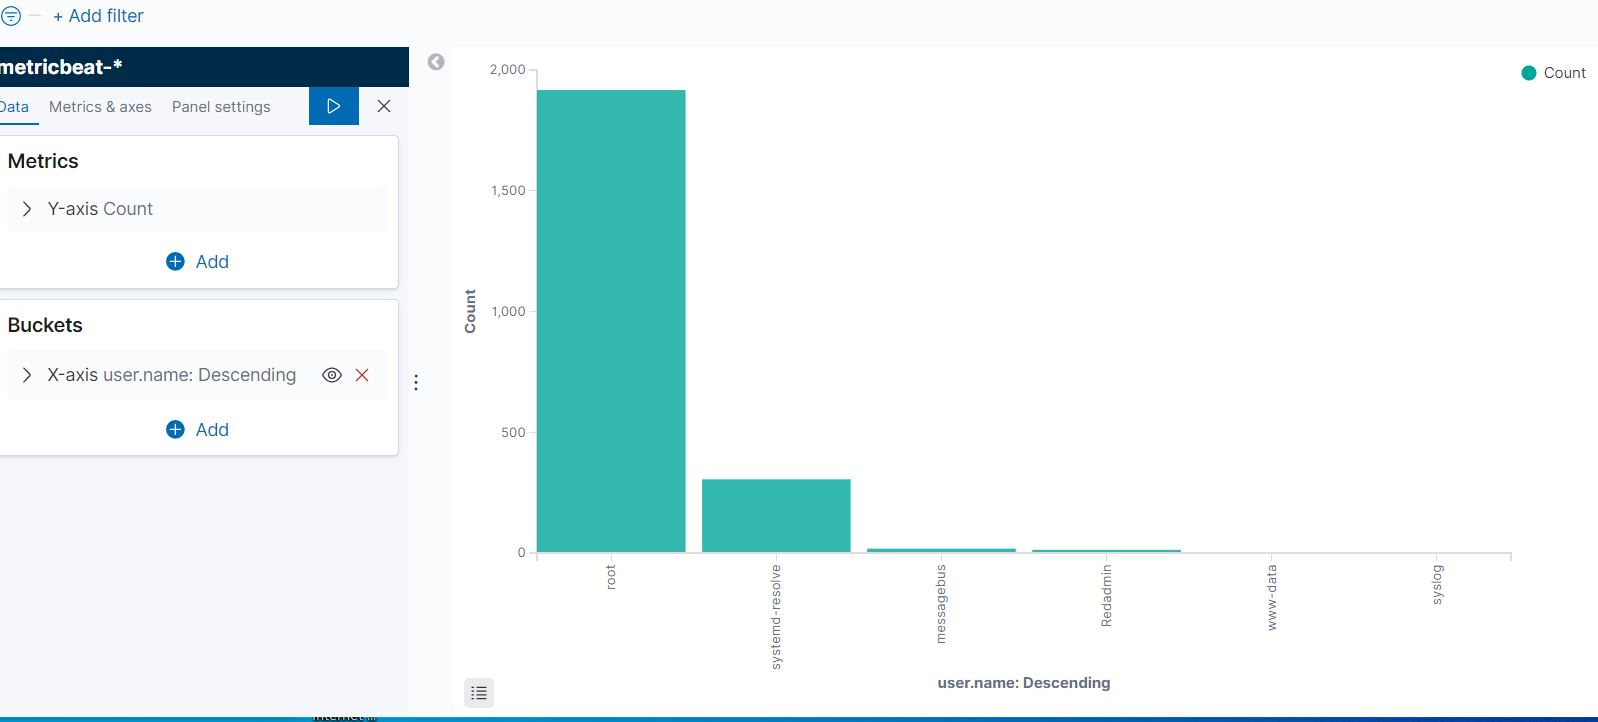 + Add filter
metricbeat-*
Data Metrics & axes Panel settings
Metrics
Y-axis Count
Add
Buckets
X-axis user.name: Descending
Add
2,000
1,500
1,000
500
0
Count
root
systemd-resolve
messagebus
Redadmin
www-data
syslog
user.name: Descending
Count